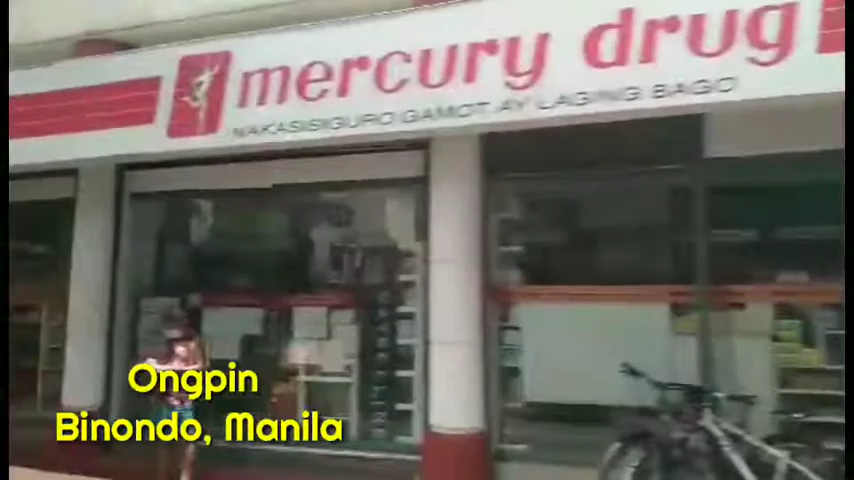 mercury drug
NAKASISIGURO GAMOT AY LAGING BAGO
Ongpin
Binondo, Manila